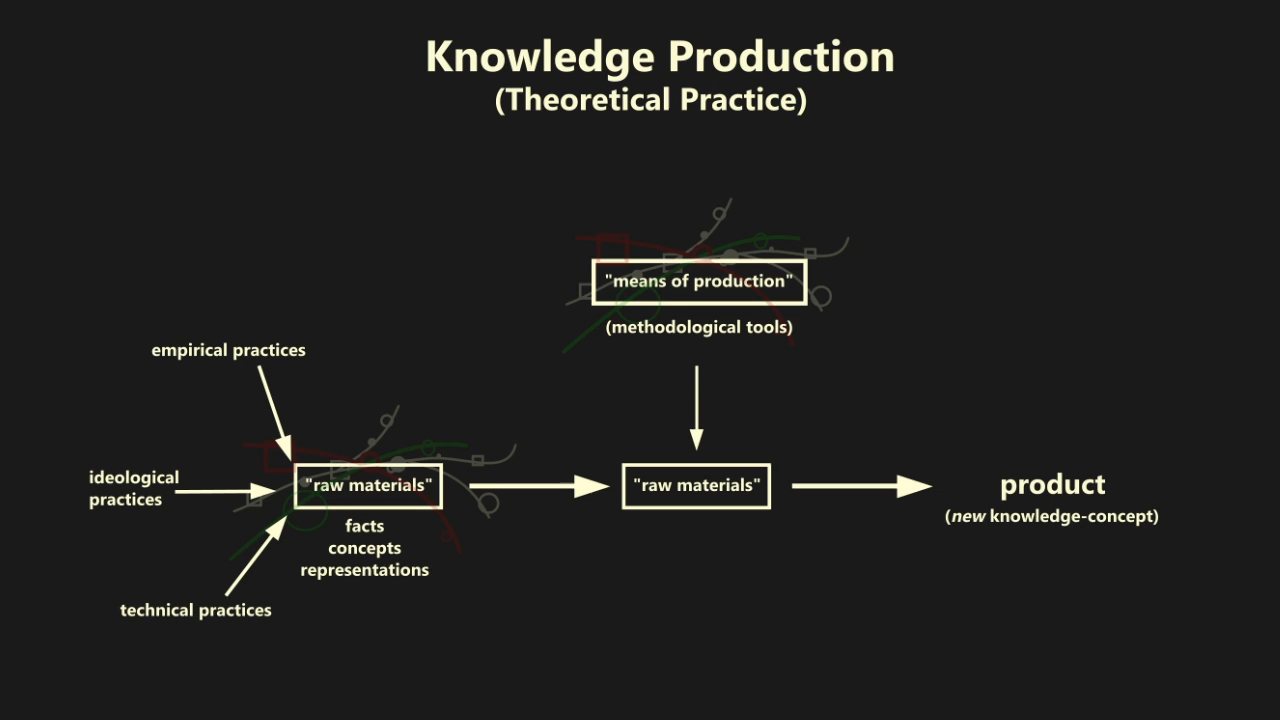 Knowledge Production
(Theoretical Practice)
"means of production"
(methodological tools)
empirical practices
ideological
practices
technical practices
"raw materials"
facts
concepts
representations
"raw materials"
product
(new knowledge-concept)